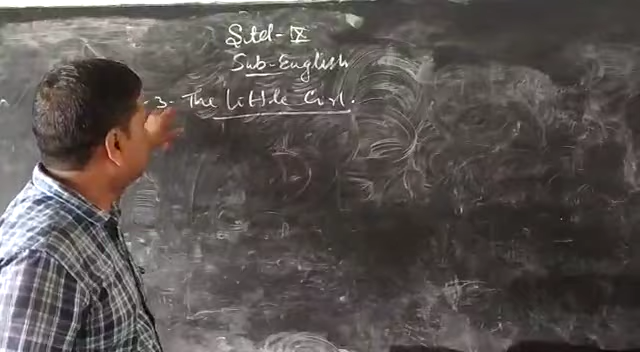 Std - IX
Sub - English
- 3 - The Little Girl.